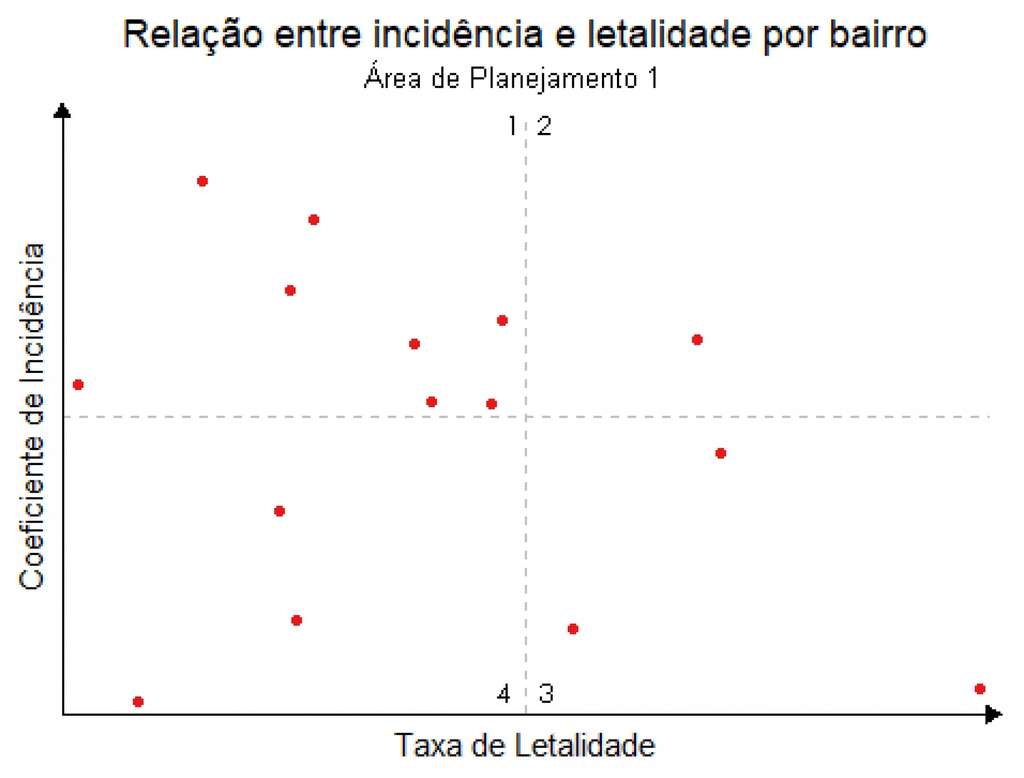 Relação entre incidência e letalidade por bairro
Área de Planejamento 1
1 2
Coeficiente de Incidência
4 3
Taxa de Letalidade